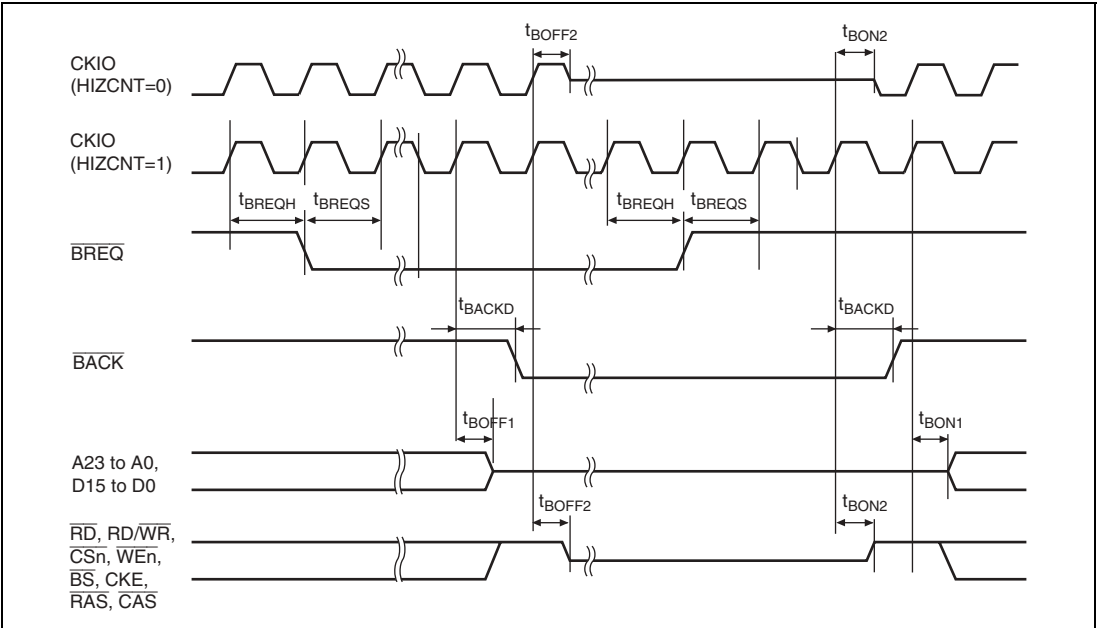 tBOFF2 tBON2
CKIO
(HIZCNT=0)
CKIO
(HIZCNT=1)
tBREQH tBREQS tBREQH tBREQS
BREQ
tBACKD tBACKD
BACK
tBOFF1 tBON1
A23 to A0,
D15 to D0
tBOFF2 tBON2
RD, RD/WR,
CSn, WEn,
BS, CKE,
RAS, CAS